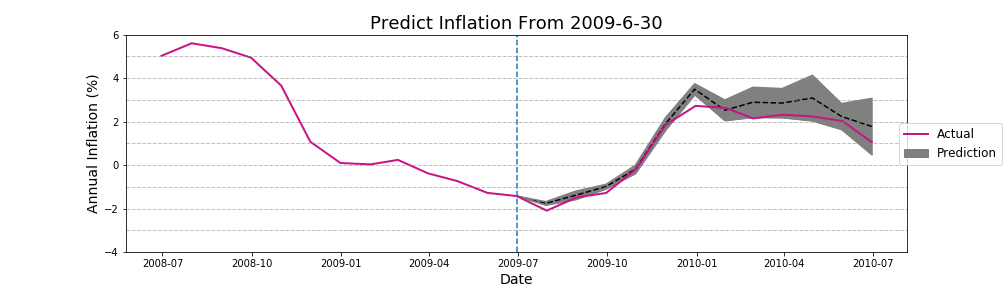 Predict Inflation From 2009-6-30
Annual Inflation (%)
6
4
2
0
−2
−4
2008-07 2008-10 2009-01 2009-04 2009-07 2009-10 2010-01 2010-04 2010-07
Date
Actual
Prediction